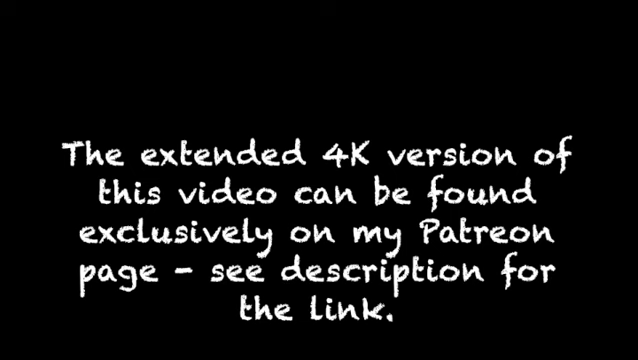 The extended 4K version of
this video can be found
exclusively on my Patreon
page - see description for
the link.